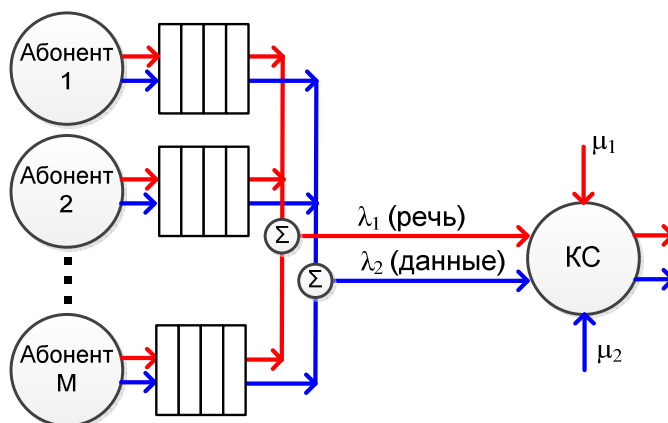 Абонент
1
Абонент
2
Абонент
М
Σ
Σ
λ₁ (речь)
λ₂ (данные)
μ₁
КС
μ₂